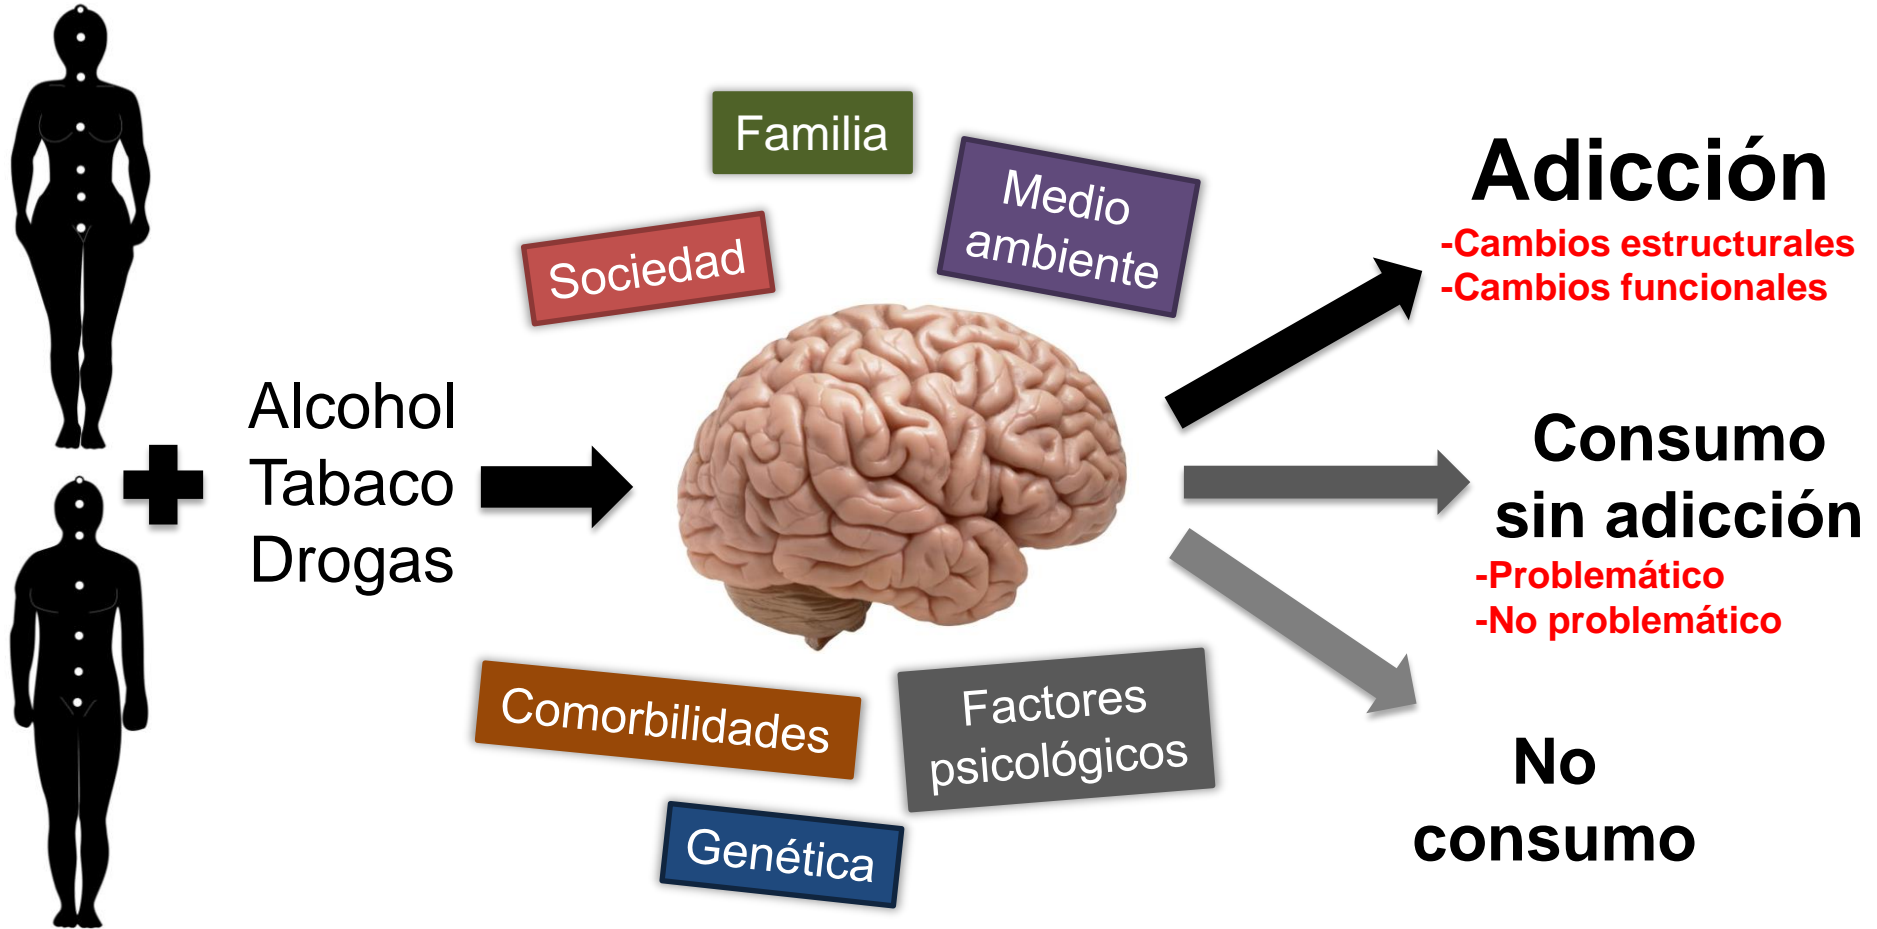 Alcohol
Tabaco
Drogas
Familia
Sociedad
Medio
ambiente
Comorbilidades
Factores
psicológicos
Genética
Adicción
-Cambios estructurales
-Cambios funcionales
Consumo
sin adicción
-Problemático
-No problemático
No
consumo